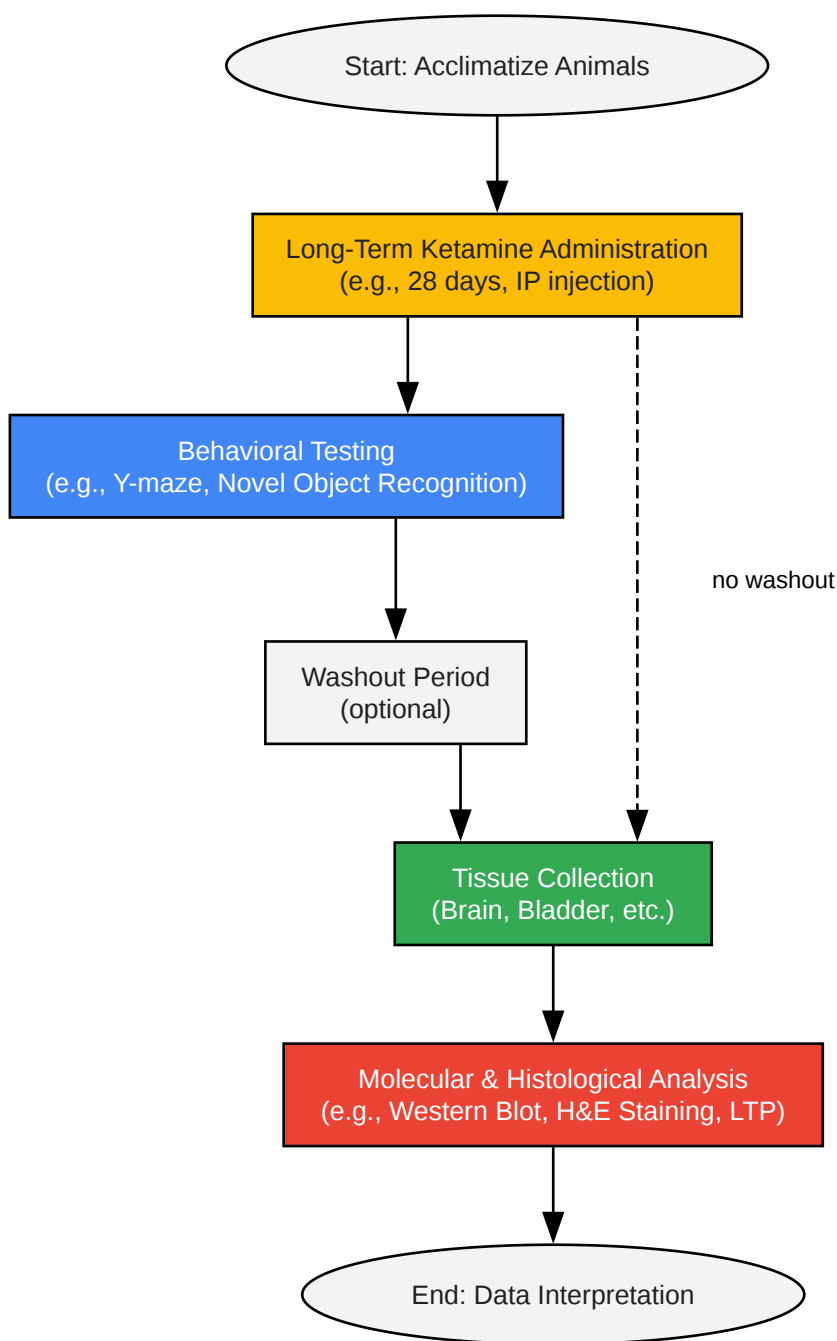 Start: Acclimatize Animals
Long-Term Ketamine Administration
(e.g., 28 days, IP injection)
Behavioral Testing
(e.g., Y-maze, Novel Object Recognition)
no washout
Washout Period
(optional)
Tissue Collection
(Brain, Bladder, etc.)
Molecular & Histological Analysis
(e.g., Western Blot, H&E Staining, LTP)
End: Data Interpretation